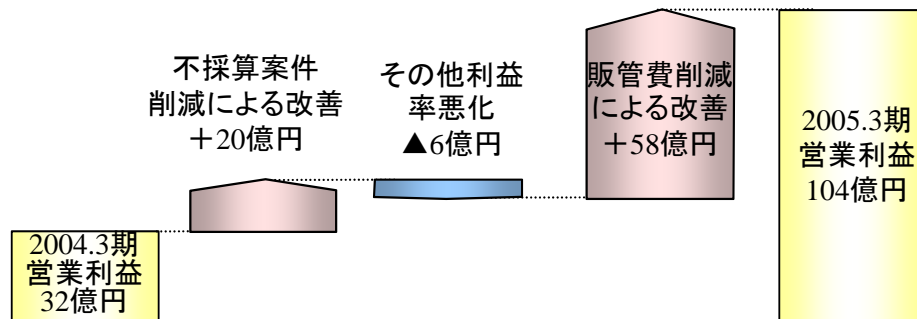 不採算案件
削減による改善
＋20億円
その他利益
率悪化
▲6億円
販管費削減
による改善
＋58億円
2005.3期
営業利益
104億円
2004.3期
営業利益
32億円